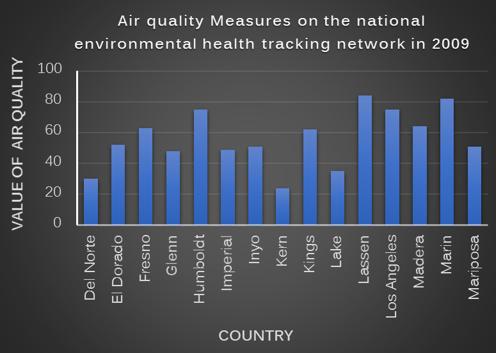 Air quality Measures on the national
environmental health tracking network in 2009
VALUE OF AIR QUALITY
100
80
60
40
20
0
Del Norte
El Dorado
Fresno
Glenn
Humboldt
Imperial
Inyo
Kern
Kings
Lake
Lassen
Los Angeles
Madera
Marin
Mariposa
COUNTRY